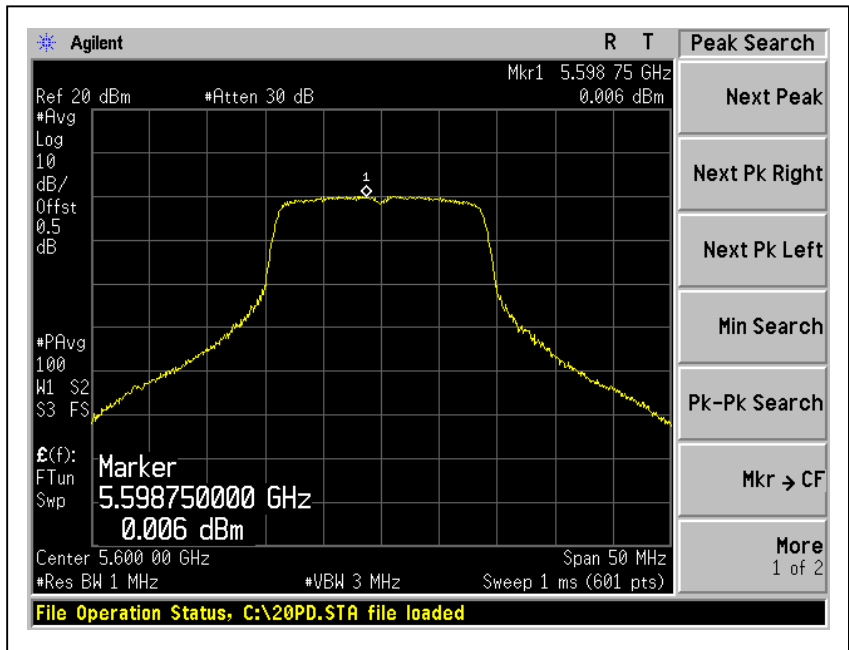 Agilent R T Peak Search
Mkr1 5.598 75 GHz
Ref 20 dBm #Atten 30 dB 0.006 dBm
#Avg
Log
10
dB/
Offst
0.5
dB
1
#PAvg
100
W1 S2
S3 FS
£(f):
FTun
Swp
Marker
5.598750000 GHz
0.006 dBm
Center 5.600 00 GHz Span 50 MHz
#Res BW 1 MHz #VBW 3 MHz Sweep 1 ms (601 pts)
File Operation Status, C:\20PD.STA file loaded
Next Peak
Next Pk Right
Next Pk Left
Min Search
Pk-Pk Search
Mkr → CF
More
1 of 2